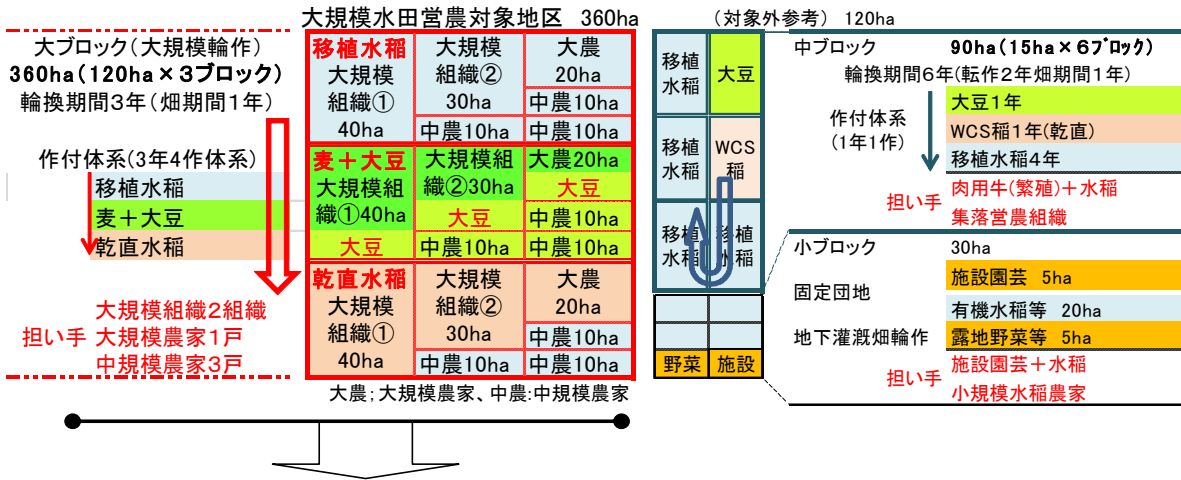 大規模水田営農対象地区 360ha
大ブロック(大規模輪作)
360ha(120ha×3ブロック)
輪換期間3年(畑期間1年)
作付体系(3年4作体系)
移植水稲
麦+大豆
乾直水稲
大規模組織2組織
担い手 大規模農家1戸
中規模農家3戸
移植水稲
大規模
組織①
40ha
大規模
組織②
30ha
中農10ha
大農
20ha
中農10ha
中農10ha
麦+大豆
大規模組
織①40ha
大豆
大規模組
織②30ha
大豆
中農10ha
大農20ha
大豆
中農10ha
中農10ha
乾直水稲
大規模
組織①
40ha
大規模
組織②
30ha
中農10ha
大農
20ha
中農10ha
中農10ha
大農;大規模農家、中農:中規模農家
(対象外参考) 120ha
移植
水稲
大豆
移植
水稲
WCS
稲
移植
水稲
移植
水稲
野菜
施設
中ブロック 90ha(15ha×6ブロック)
輪換期間6年(転作2年畑期間1年)
作付体系
(1年1作)
大豆1年
WCS稲1年(乾直)
移植水稲4年
担い手
肉用牛(繁殖)+水稲
集落営農組織
小ブロック 30ha
固定団地
地下灌漑畑輪作
施設園芸 5ha
有機水稲等 20ha
露地野菜等 5ha
担い手
施設園芸+水稲
小規模水稲農家